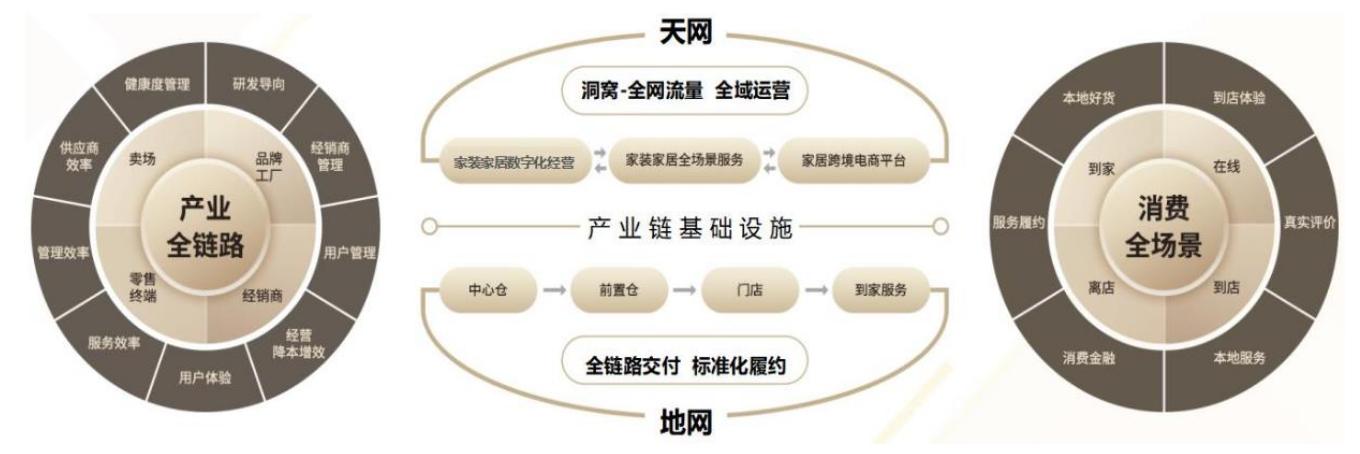 健康度管理
研发导向
供应商
效率
经销商
管理
管理效率
用户管理
服务效率
经营
降本增效
用户体验
卖场
品牌
工厂
零售
终端
经销商
产业
全链路
天网
洞窝-全网流量 全域运营
家装家居数字化经营
家装家居全场景服务
家居跨境电商平台
产业链基础设施
中心仓
前置仓
门店
到家服务
全链路交付 标准化履约
地网
本地好货
到店体验
服务履约
真实评价
消费金融
本地服务
到家
在线
离店
到店
消费
全场景